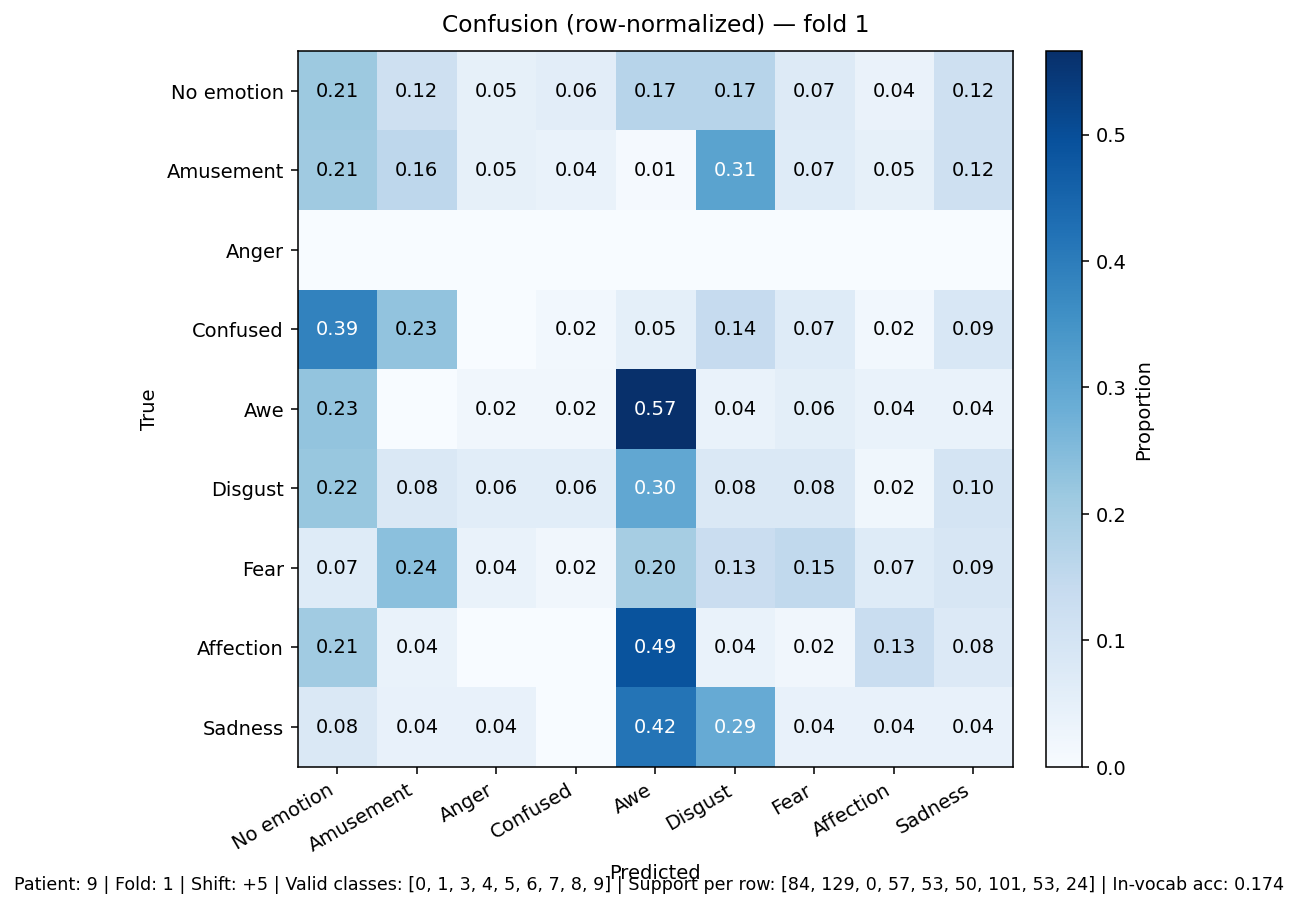 Confusion (row-normalized) — fold 1
No emotion 0.21 0.12 0.05 0.06 0.17 0.17 0.07 0.04 0.12
Amusement 0.21 0.16 0.05 0.04 0.01 0.31 0.07 0.05 0.12
Anger
Confused 0.39 0.23 0.02 0.05 0.14 0.07 0.02 0.09
Awe 0.23 0.02 0.02 0.57 0.04 0.06 0.04 0.04
Disgust 0.22 0.08 0.06 0.06 0.30 0.08 0.08 0.02 0.10
Fear 0.07 0.24 0.04 0.02 0.20 0.13 0.15 0.07 0.09
Affection 0.21 0.04 0.49 0.04 0.02 0.13 0.08
Sadness 0.08 0.04 0.04 0.42 0.29 0.04 0.04 0.04
True
No emotion Amusement Anger Confused Awe Disgust Fear Affection Sadness
Predicted
0.5
0.4
0.3
0.2
0.1
0.0
Proportion
Patient: 9 | Fold: 1 | Shift: +5 | Valid classes: [0, 1, 3, 4, 5, 6, 7, 8, 9] | Support per row: [84, 129, 0, 57, 53, 50, 101, 53, 24] | In-vocab acc: 0.174